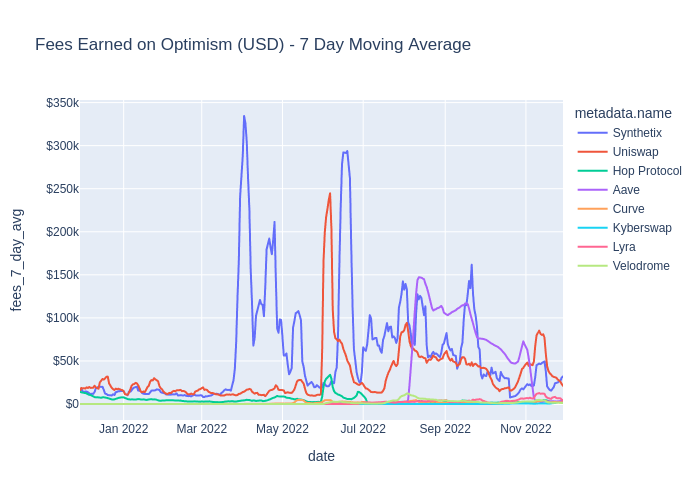 Fees Earned on Optimism (USD) - 7 Day Moving Average
metadata.name
Synthetix
Uniswap
Hop Protocol
Aave
Curve
Kyberswap
Lyra
Velodrome
fees_7_day_avg
$350k
$300k
$250k
$200k
$150k
$100k
$50k
$0
Jan 2022
Mar 2022
May 2022
Jul 2022
Sep 2022
Nov 2022
date